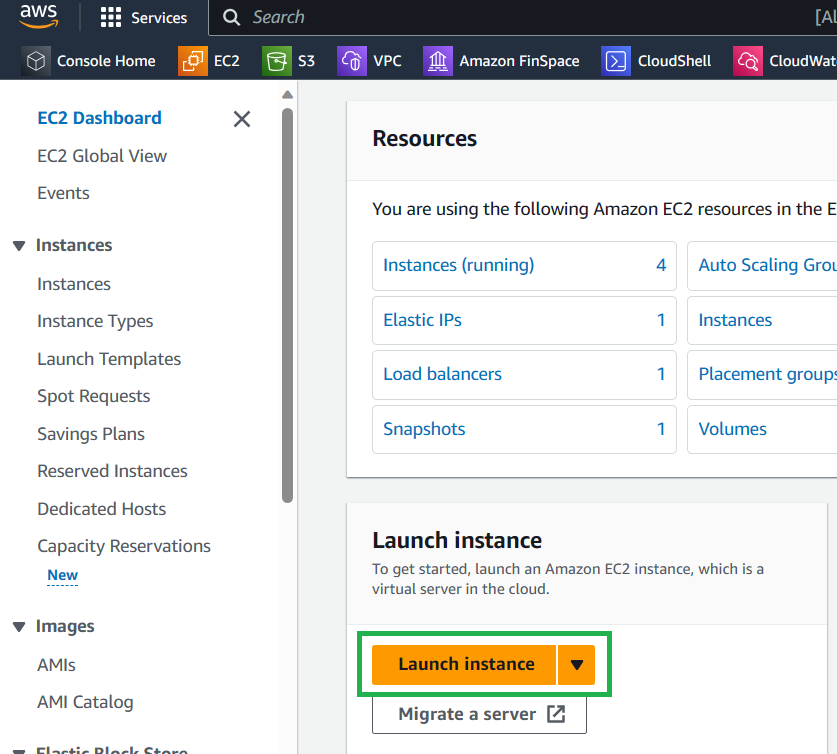 aws
Services
Search
[Al
Console Home
EC2
S3
VPC
Amazon FinSpace
CloudShell
CloudWat
EC2 Dashboard
EC2 Global View
Events
Instances
Instances
Instance Types
Launch Templates
Spot Requests
Savings Plans
Reserved Instances
Dedicated Hosts
Capacity Reservations
New
Images
AMIs
AMI Catalog
Elastic Block Store
Resources
You are using the following Amazon EC2 resources in the E
Instances (running) 4
Auto Scaling Grou
Elastic IPs 1
Instances
Load balancers 1
Placement groups
Snapshots 1
Volumes
Launch instance
To get started, launch an Amazon EC2 instance, which is a
virtual server in the cloud.
Launch instance
Migrate a server